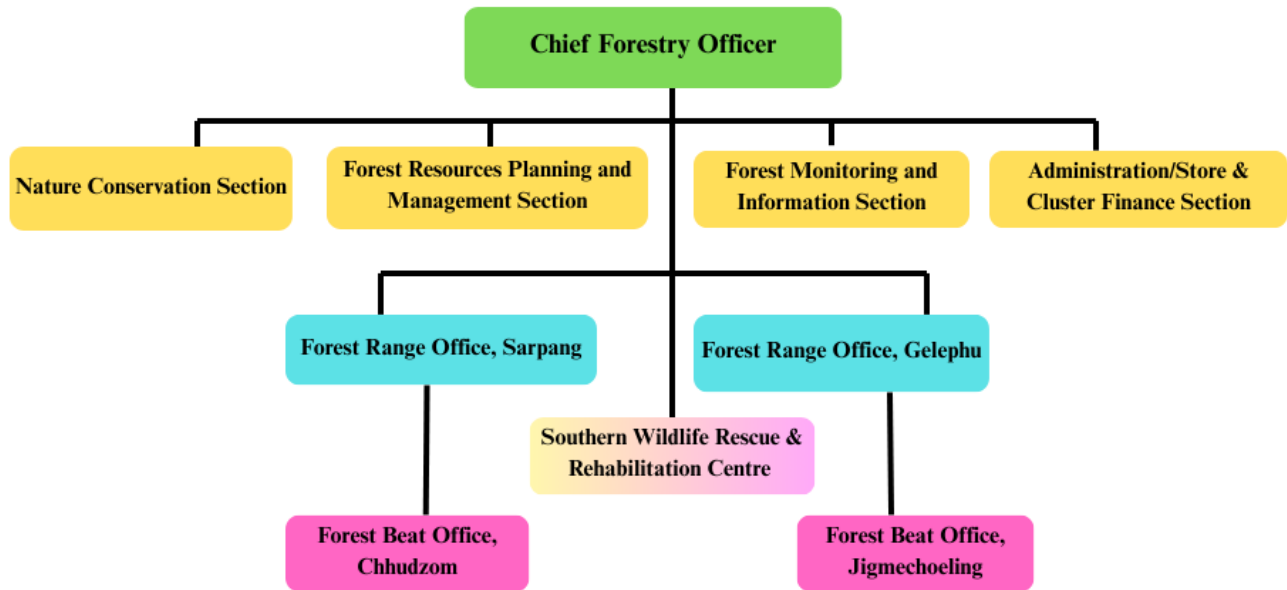 Chief Forestry Officer
Nature Conservation Section
Forest Resources Planning and
Management Section
Forest Monitoring and
Information Section
Administration/Store &
Cluster Finance Section
Forest Range Office, Sarpang
Forest Range Office, Gelephu
Southern Wildlife Rescue &
Rehabilitation Centre
Forest Beat Office,
Chhudzom
Forest Beat Office,
Jigmechoeling